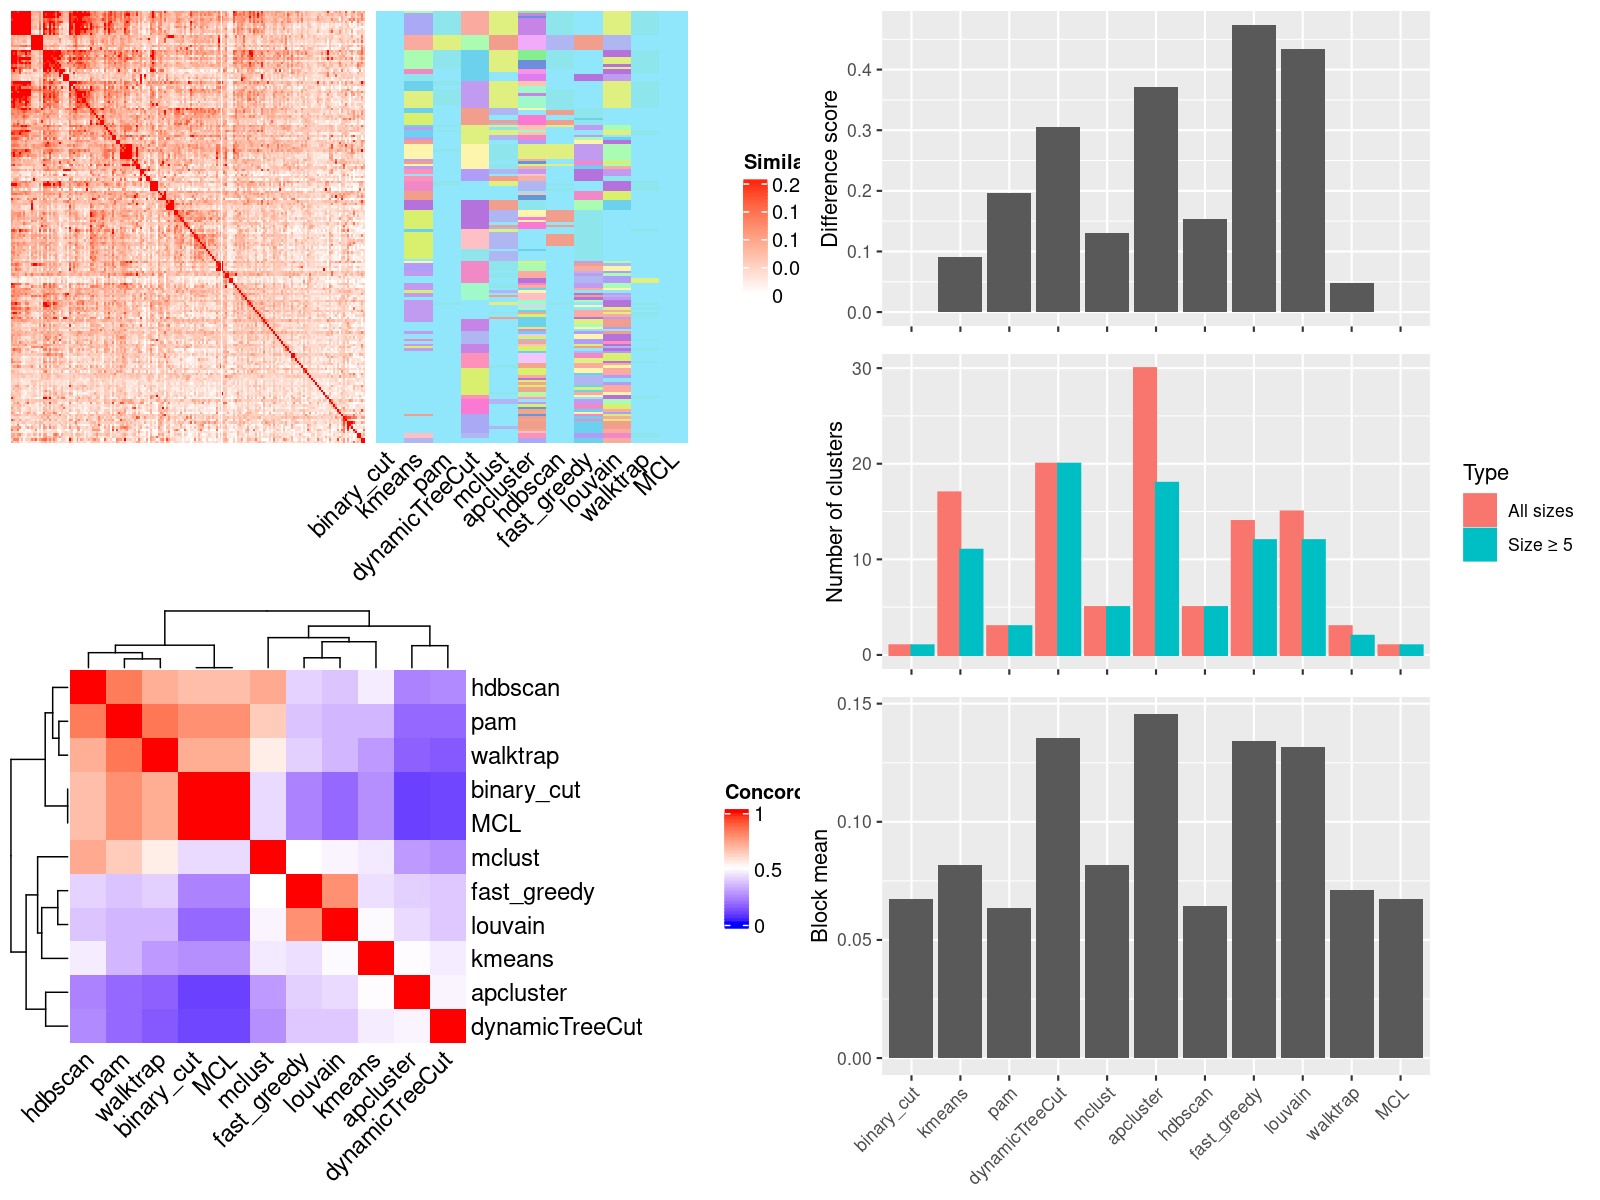 Simila
0.2
0.1
0.1
0.0
0
binary_cut
kmeans
pam
dynamicTreeCut
mclust
apcluster
hdbscan
fast_greedy
louvain
walktrap
MCL
hdbscan
pam
walktrap
binary_cut
MCL
mclust
fast_greedy
louvain
kmeans
apcluster
dynamicTreeCut
hdbscan
pam
walktrap
binary_cut
MCL
mclust
fast_greedy
louvain
kmeans
apcluster
dynamicTreeCut
Concord
1
0.5
0
Difference score
0.4
0.3
0.2
0.1
0.0
Number of clusters
30
20
10
0
Type
All sizes
Size ≥ 5
Block mean
0.15
0.10
0.05
0.00
binary_cut
kmeans
pam
dynamicTreeCut
mclust
apcluster
hdbscan
fast_greedy
louvain
walktrap
MCL